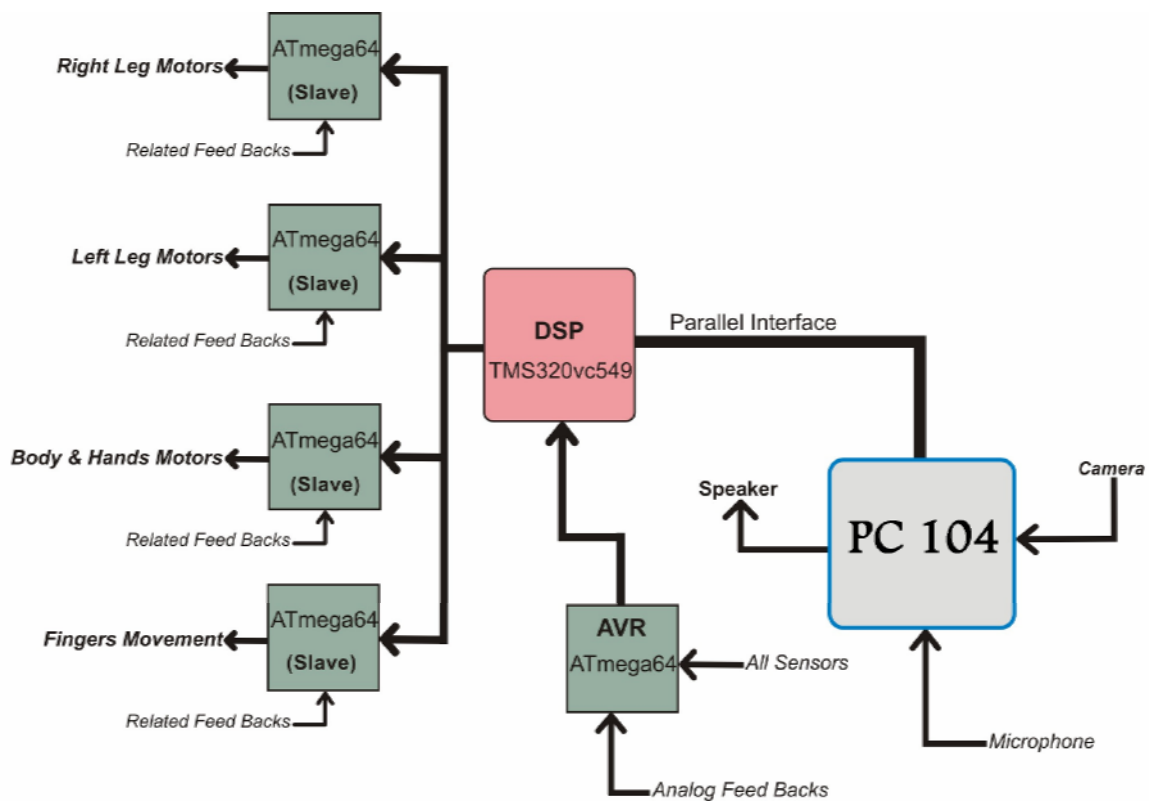 ATmega64
(Slave)
Right Leg Motors
Related Feed Backs
ATmega64
(Slave)
Left Leg Motors
Related Feed Backs
ATmega64
(Slave)
Body & Hands Motors
Related Feed Backs
ATmega64
(Slave)
Fingers Movement
Related Feed Backs
DSP
TMS320vc549
Parallel Interface
AVR
ATmega64
All Sensors
Analog Feed Backs
Speaker
Camera
PC 104
Microphone